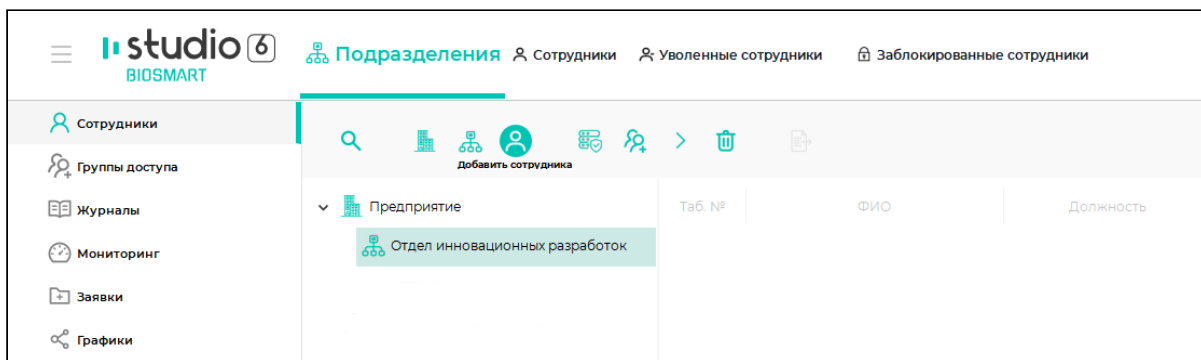 studio 6
BIOSMART
Подразделения
Сотрудники
Уволенные сотрудники
Заблокированные сотрудники
Сотрудники
Группы доступа
Журналы
Мониторинг
Заявки
Графики
Добавить сотрудника
Предприятие
Отдел инновационных разработок
Таб. №
ФИО
Должность